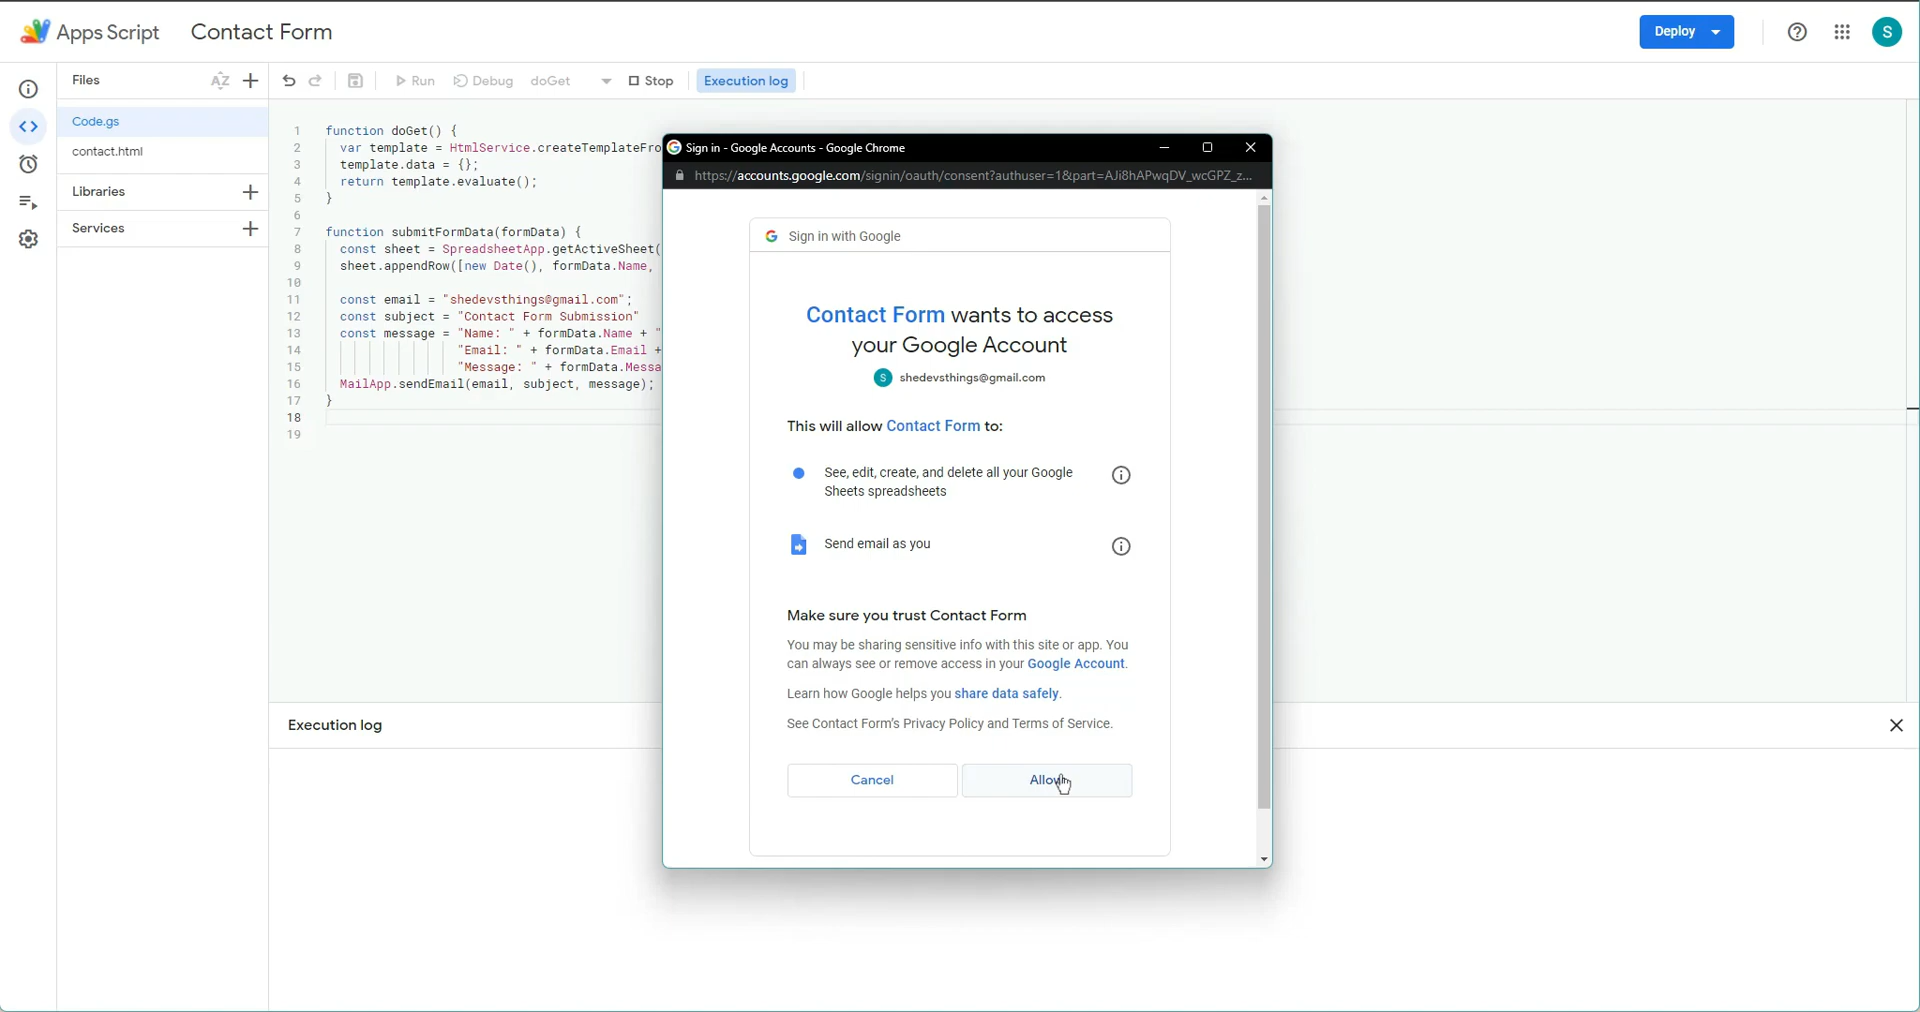 Apps Script
Contact Form
Deploy
S
Files
AZ
Run
Debug
doGet
Stop
Execution log
Code.gs
contact.html
Libraries
Services
1 function doGet() {
2 var template = HtmlService.createTemplateFro
3 template.data = {};
4 return template.evaluate();
5 }
6
7 function submitFormData(formData) {
8 const sheet = SpreadsheetApp.getActiveSheet(
9 sheet.appendRow([new Date(), formData.Name,
10
11 const email = "shedevsthings@gmail.com";
12 const subject = "Contact Form Submission"
13 const message = "Name: " + formData.Name + "
14 "Email: " + formData.Email +
15 "Message: " + formData.Messa
16 MailApp.sendEmail(email, subject, message);
17 }
18
19
Sign in - Google Accounts - Google Chrome
https://accounts.google.com/signin/oauth/consent?authuser=1&part=AJi8hAPwqDV_wcGPZ_z...
Sign in with Google
Contact Form wants to access
your Google Account
S shedevsthings@gmail.com
This will allow Contact Form to:
See, edit, create, and delete all your Google
Sheets spreadsheets
Send email as you
Make sure you trust Contact Form
You may be sharing sensitive info with this site or app. You
can always see or remove access in your Google Account.
Learn how Google helps you share data safely.
See Contact Form's Privacy Policy and Terms of Service.
Cancel
Allow
Execution log